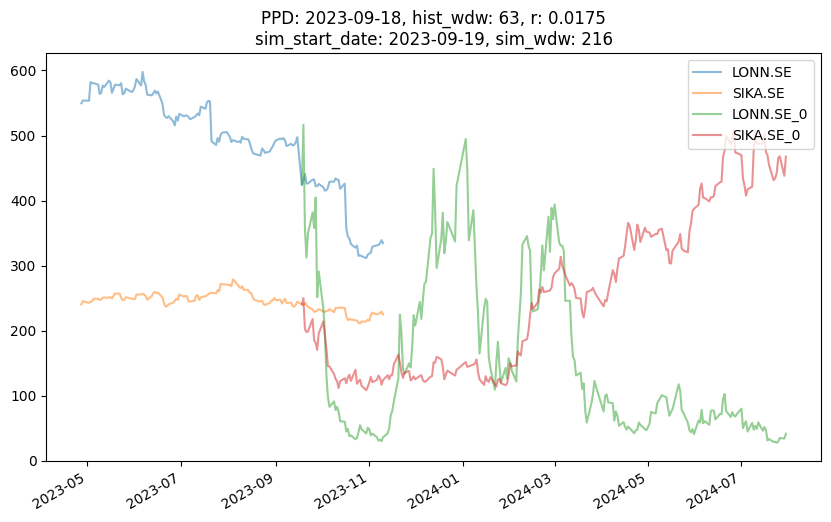 PPD: 2023-09-18, hist_wdw: 63, r: 0.0175
sim_start_date: 2023-09-19, sim_wdw: 216
LONN.SE
SIKA.SE
LONN.SE_0
SIKA.SE_0
600
500
400
300
200
100
0
2023-05
2023-07
2023-09
2023-11
2024-01
2024-03
2024-05
2024-07